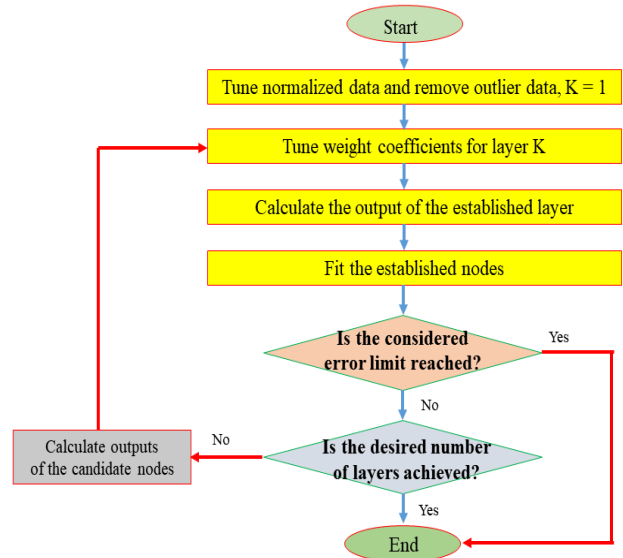 Start
Tune normalized data and remove outlier data, K = 1
Tune weight coefficients for layer K
Calculate the output of the established layer
Fit the established nodes
Is the considered
error limit reached?
Yes
No
Is the desired number
of layers achieved?
No
Calculate outputs
of the candidate nodes
Yes
End